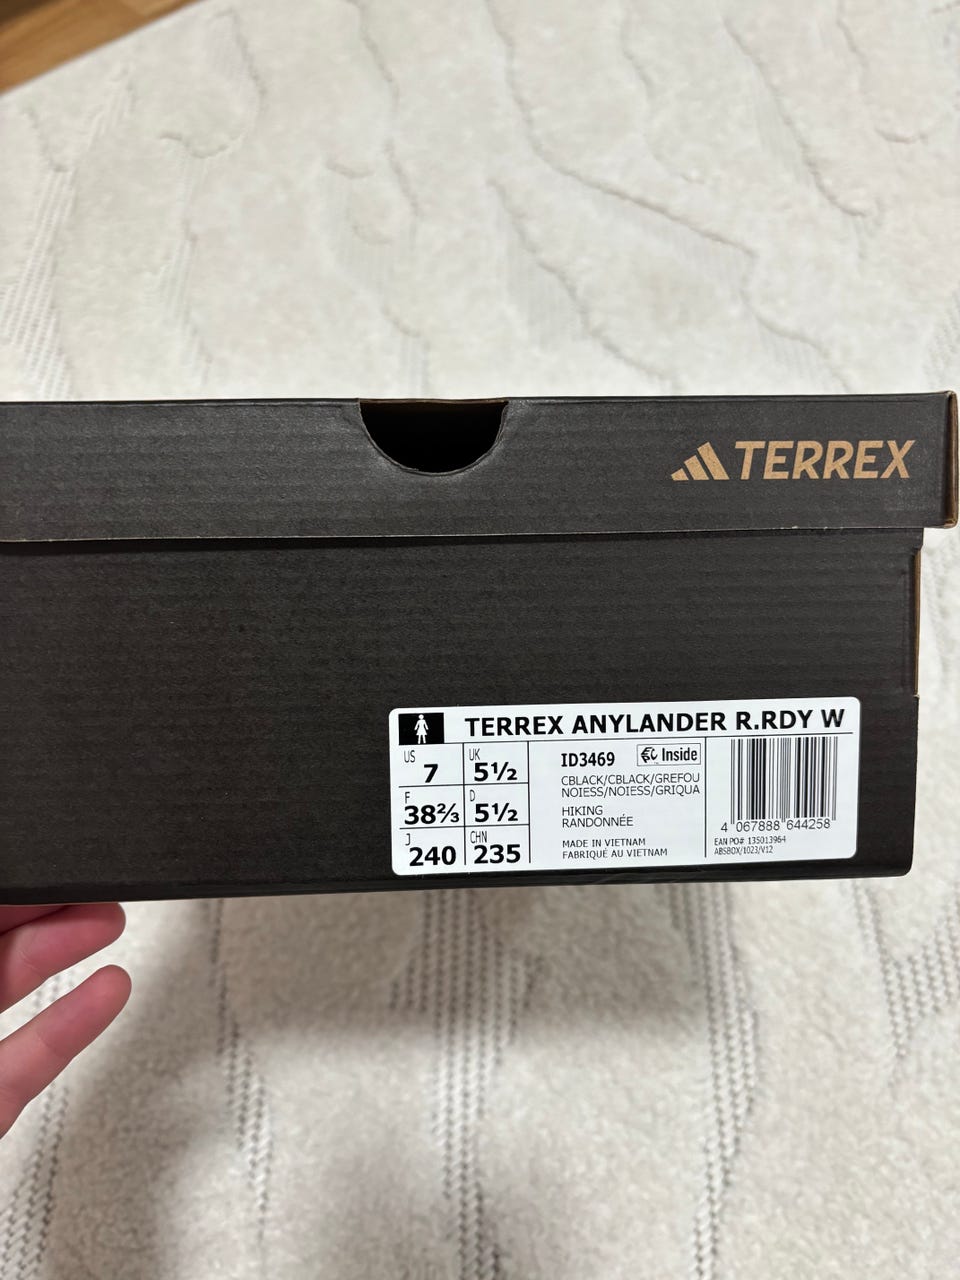 TERREX
TERREX ANYLANDER R.RDY W
US
7
UK
5½
F
38⅔
D
5½
J
240
CHN
235
ID3469
Inside
CBLACK/CBLACK/GREFOU
NOIESS/NOIESS/GRIQUA
HIKING
RANDONNÉE
MADE IN VIETNAM
FABRIQUÉ AU VIETNAM
4 067888 644258
EAN PO# 135013964
ABSBOX/1023/V12